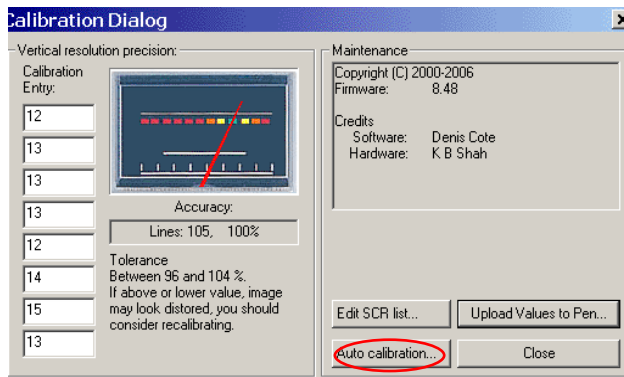 Calibration Dialog
Vertical resolution precision:
Calibration
Entry:
12
13
13
13
12
14
15
13
Accuracy:
Lines: 105, 100%
Tolerance
Between 96 and 104 %.
If above or lower value, image
may look distored, you should
consider recalibrating.
Maintenance
Copyright (C) 2000-2006
Firmware: 8.48
Credits
Software: Denis Cote
Hardware: K B Shah
Edit SCR list...
Upload Values to Pen...
Auto calibration...
Close